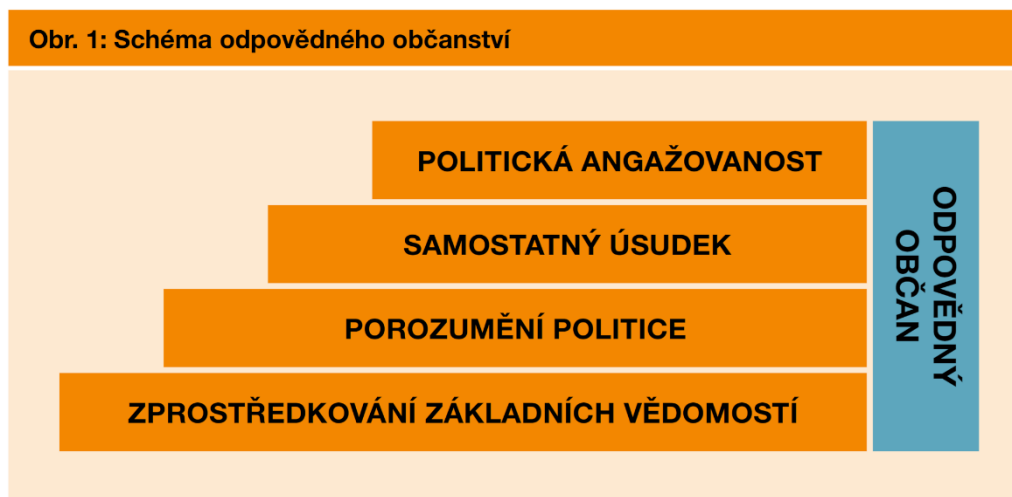 Obr. 1: Schéma odpovědného občanství
POLITICKÁ ANGAŽOVANOST
SAMOSTATNÝ ÚSUDEK
POROZUMĚNÍ POLITICE
ZPROSTŘEDKOVÁNÍ ZÁKLADNÍCH VĚDOMOSTÍ
ODPOVĚDNÝ
OBČAN